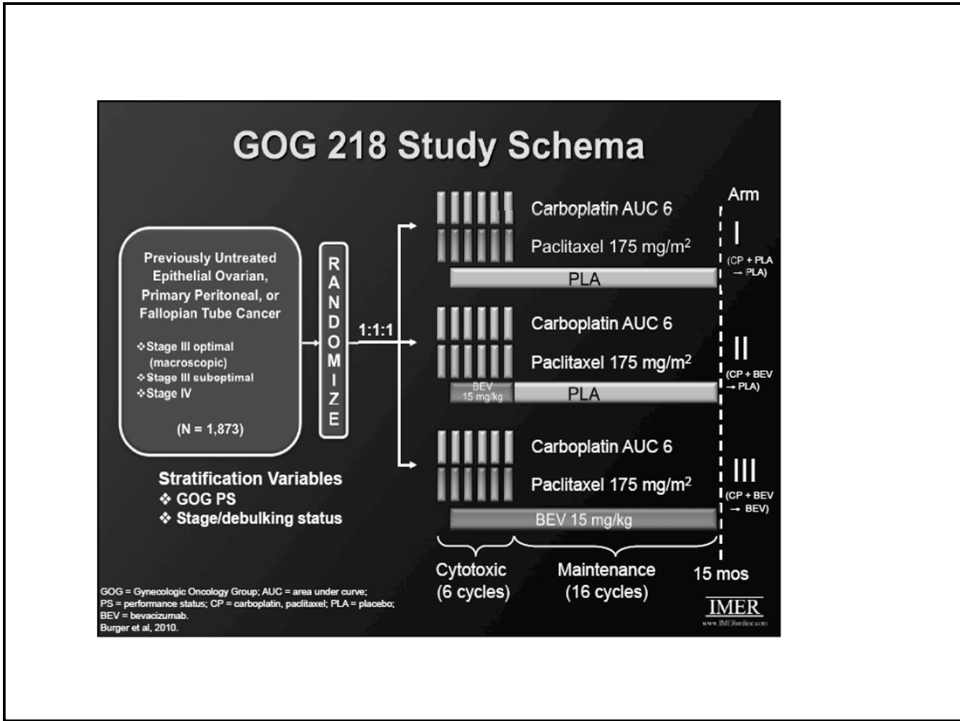 GOG 218 Study Schema
Previously Untreated
Epithelial Ovarian,
Primary Peritoneal, or
Fallopian Tube Cancer
❖Stage III optimal
(macroscopic)
❖Stage III suboptimal
❖Stage IV
(N = 1,873)
Stratification Variables
❖ GOG PS
❖ Stage/debulking status
RANDOMIZE
1:1:1
Carboplatin AUC 6
Paclitaxel 175 mg/m²
PLA
Carboplatin AUC 6
Paclitaxel 175 mg/m²
BEV
15 mg/kg
PLA
Carboplatin AUC 6
Paclitaxel 175 mg/m²
BEV 15 mg/kg
Arm
I
(CP + PLA
→ PLA)
II
(CP + BEV
→ PLA)
III
(CP + BEV
→ BEV)
Cytotoxic
(6 cycles)
Maintenance
(16 cycles)
15 mos
GOG = Gynecologic Oncology Group; AUC = area under curve;
PS = performance status; CP = carboplatin, paclitaxel; PLA = placebo;
BEV = bevacizumab.
Burger et al, 2010.
IMER
www.IMERonline.com